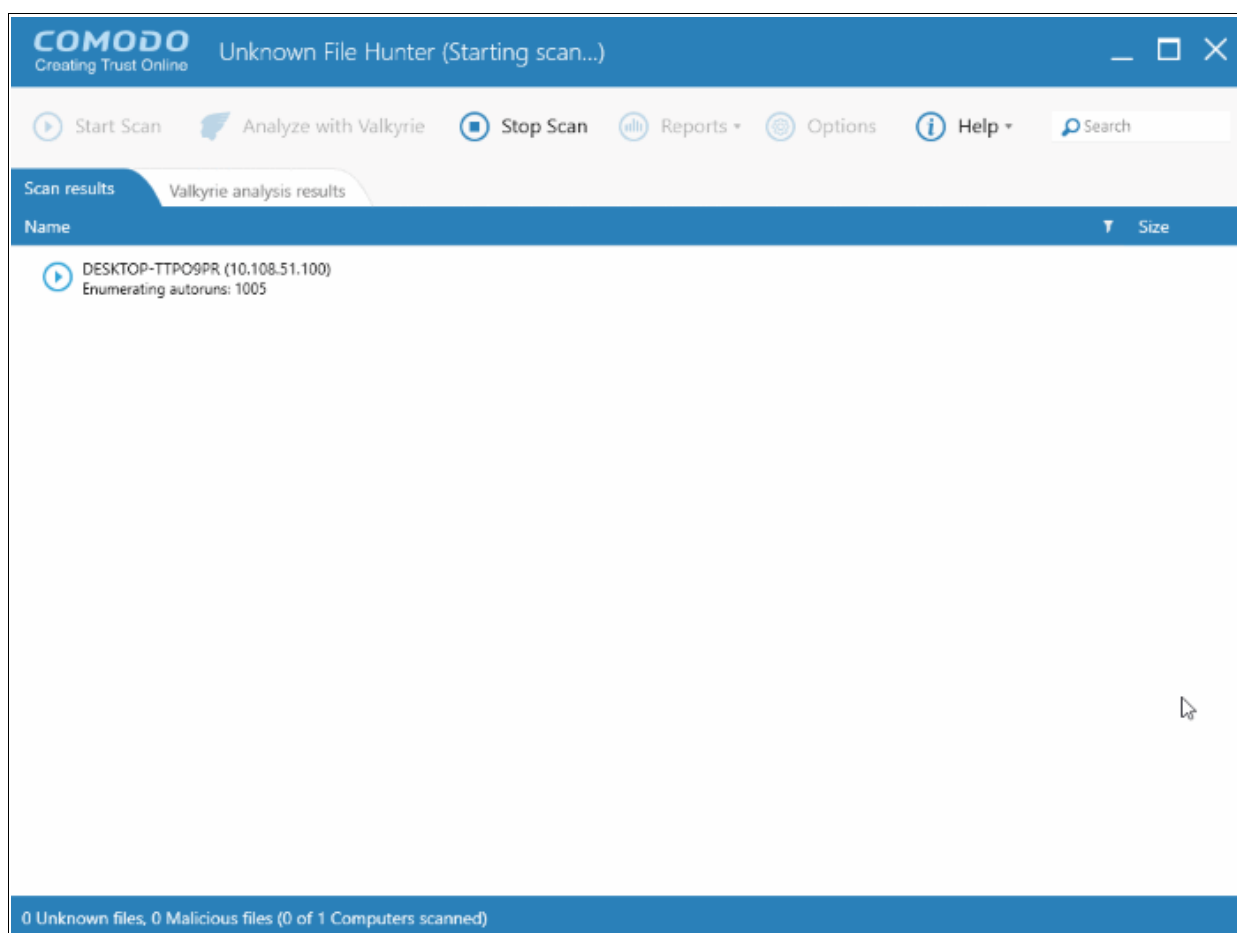 COMODO
Creating Trust Online
Unknown File Hunter (Starting scan...)
Start Scan
Analyze with Valkyrie
Stop Scan
Reports
Options
Help
Search
Scan results
Valkyrie analysis results
Name
Size
DESKTOP-TTPO9PR (10.108.51.100)
Enumerating autoruns: 1005
0 Unknown files, 0 Malicious files (0 of 1 Computers scanned)